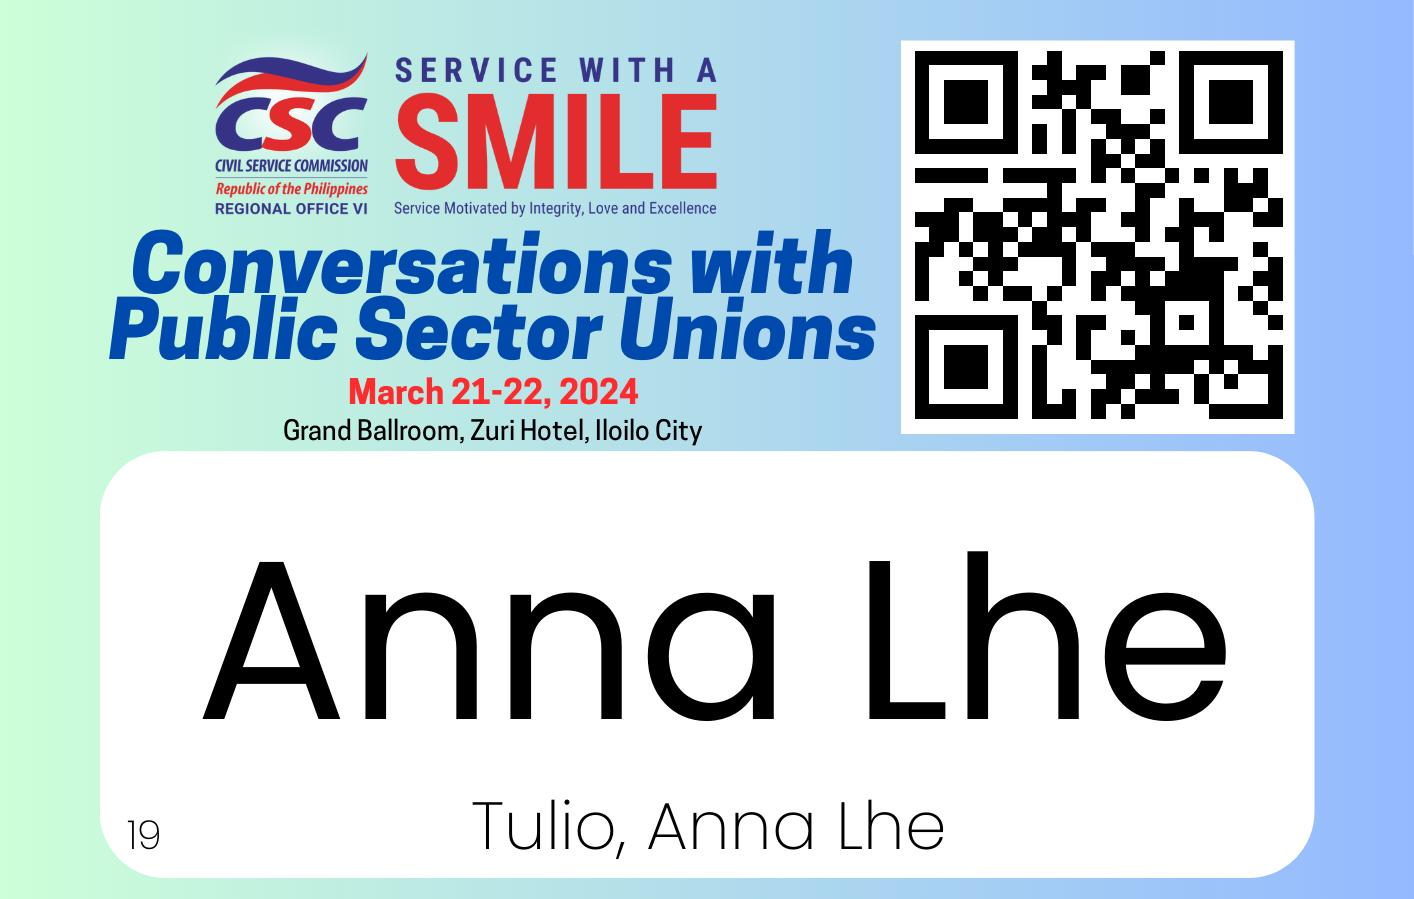 CSC
CIVIL SERVICE COMMISSION
Republic of the Philippines
REGIONAL OFFICE VI
SERVICE WITH A
SMILE
Service Motivated by Integrity, Love and Excellence
Conversations with
Public Sector Unions
March 21-22, 2024
Grand Ballroom, Zuri Hotel, Iloilo City
Anna Lhe
19
Tulio, Anna Lhe